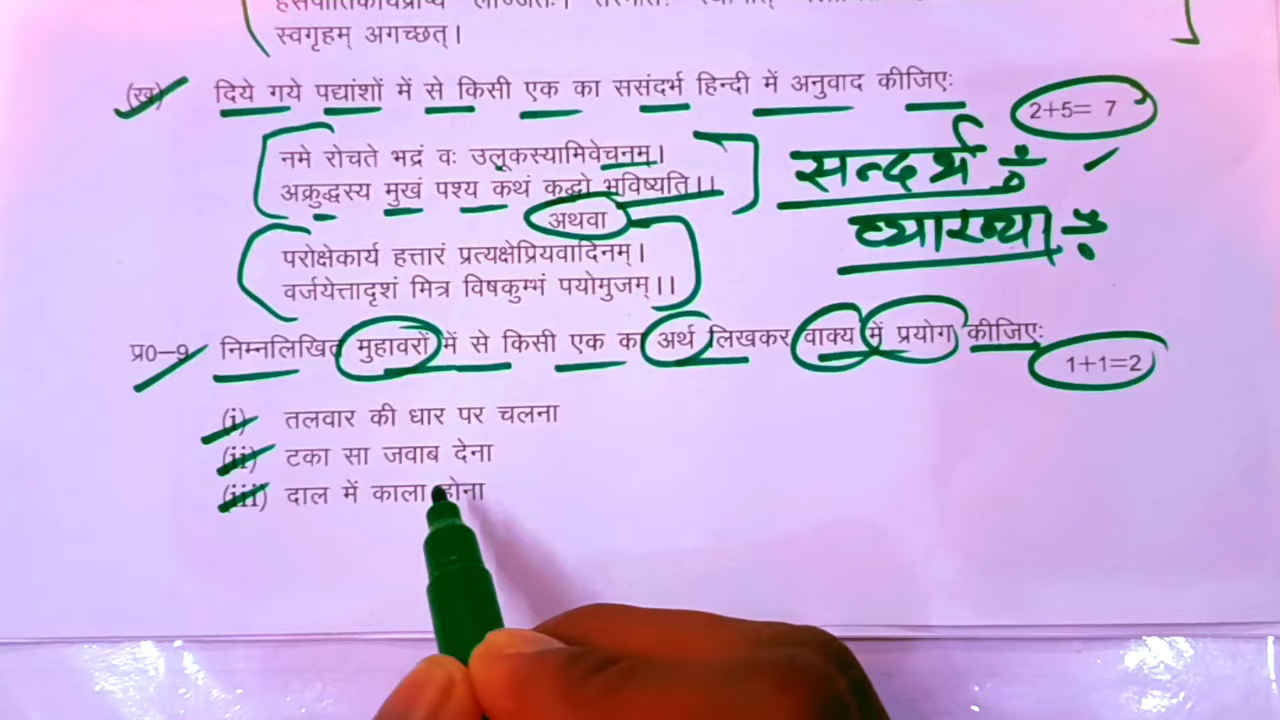 स्वगृहम् अगच्छत्।
(ख) दिये गये पद्यांशों में से किसी एक का ससंदर्भ हिन्दी में अनुवाद कीजिए: 2+5= 7
नमे रोचते भद्रं वः उलूकस्यामिवेचनम्।
अक्रुद्धस्य मुखं पश्य कथं क्रुद्धो भविष्यति।।
अथवा
परोक्षेकार्य हत्तारं प्रत्यक्षेप्रियवादिनम्।
वर्जयेत्तादृशं मित्र विषकुम्भं पयोमुजम्।।
सन्दर्भ ÷
व्याख्या ÷
प्र0-9 निम्नलिखित मुहावरों में से किसी एक का अर्थ लिखकर वाक्य में प्रयोग कीजिए: 1+1=2
(i) तलवार की धार पर चलना
(ii) टका सा जवाब देना
(iii) दाल में काला होना